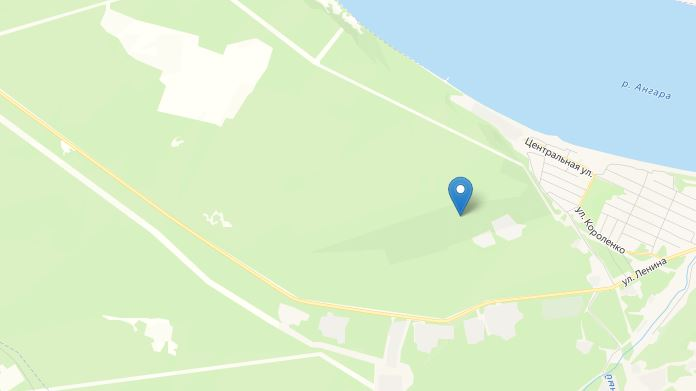 р. Ангара
Центральная ул.
ул. Короленко
ул. Ленина